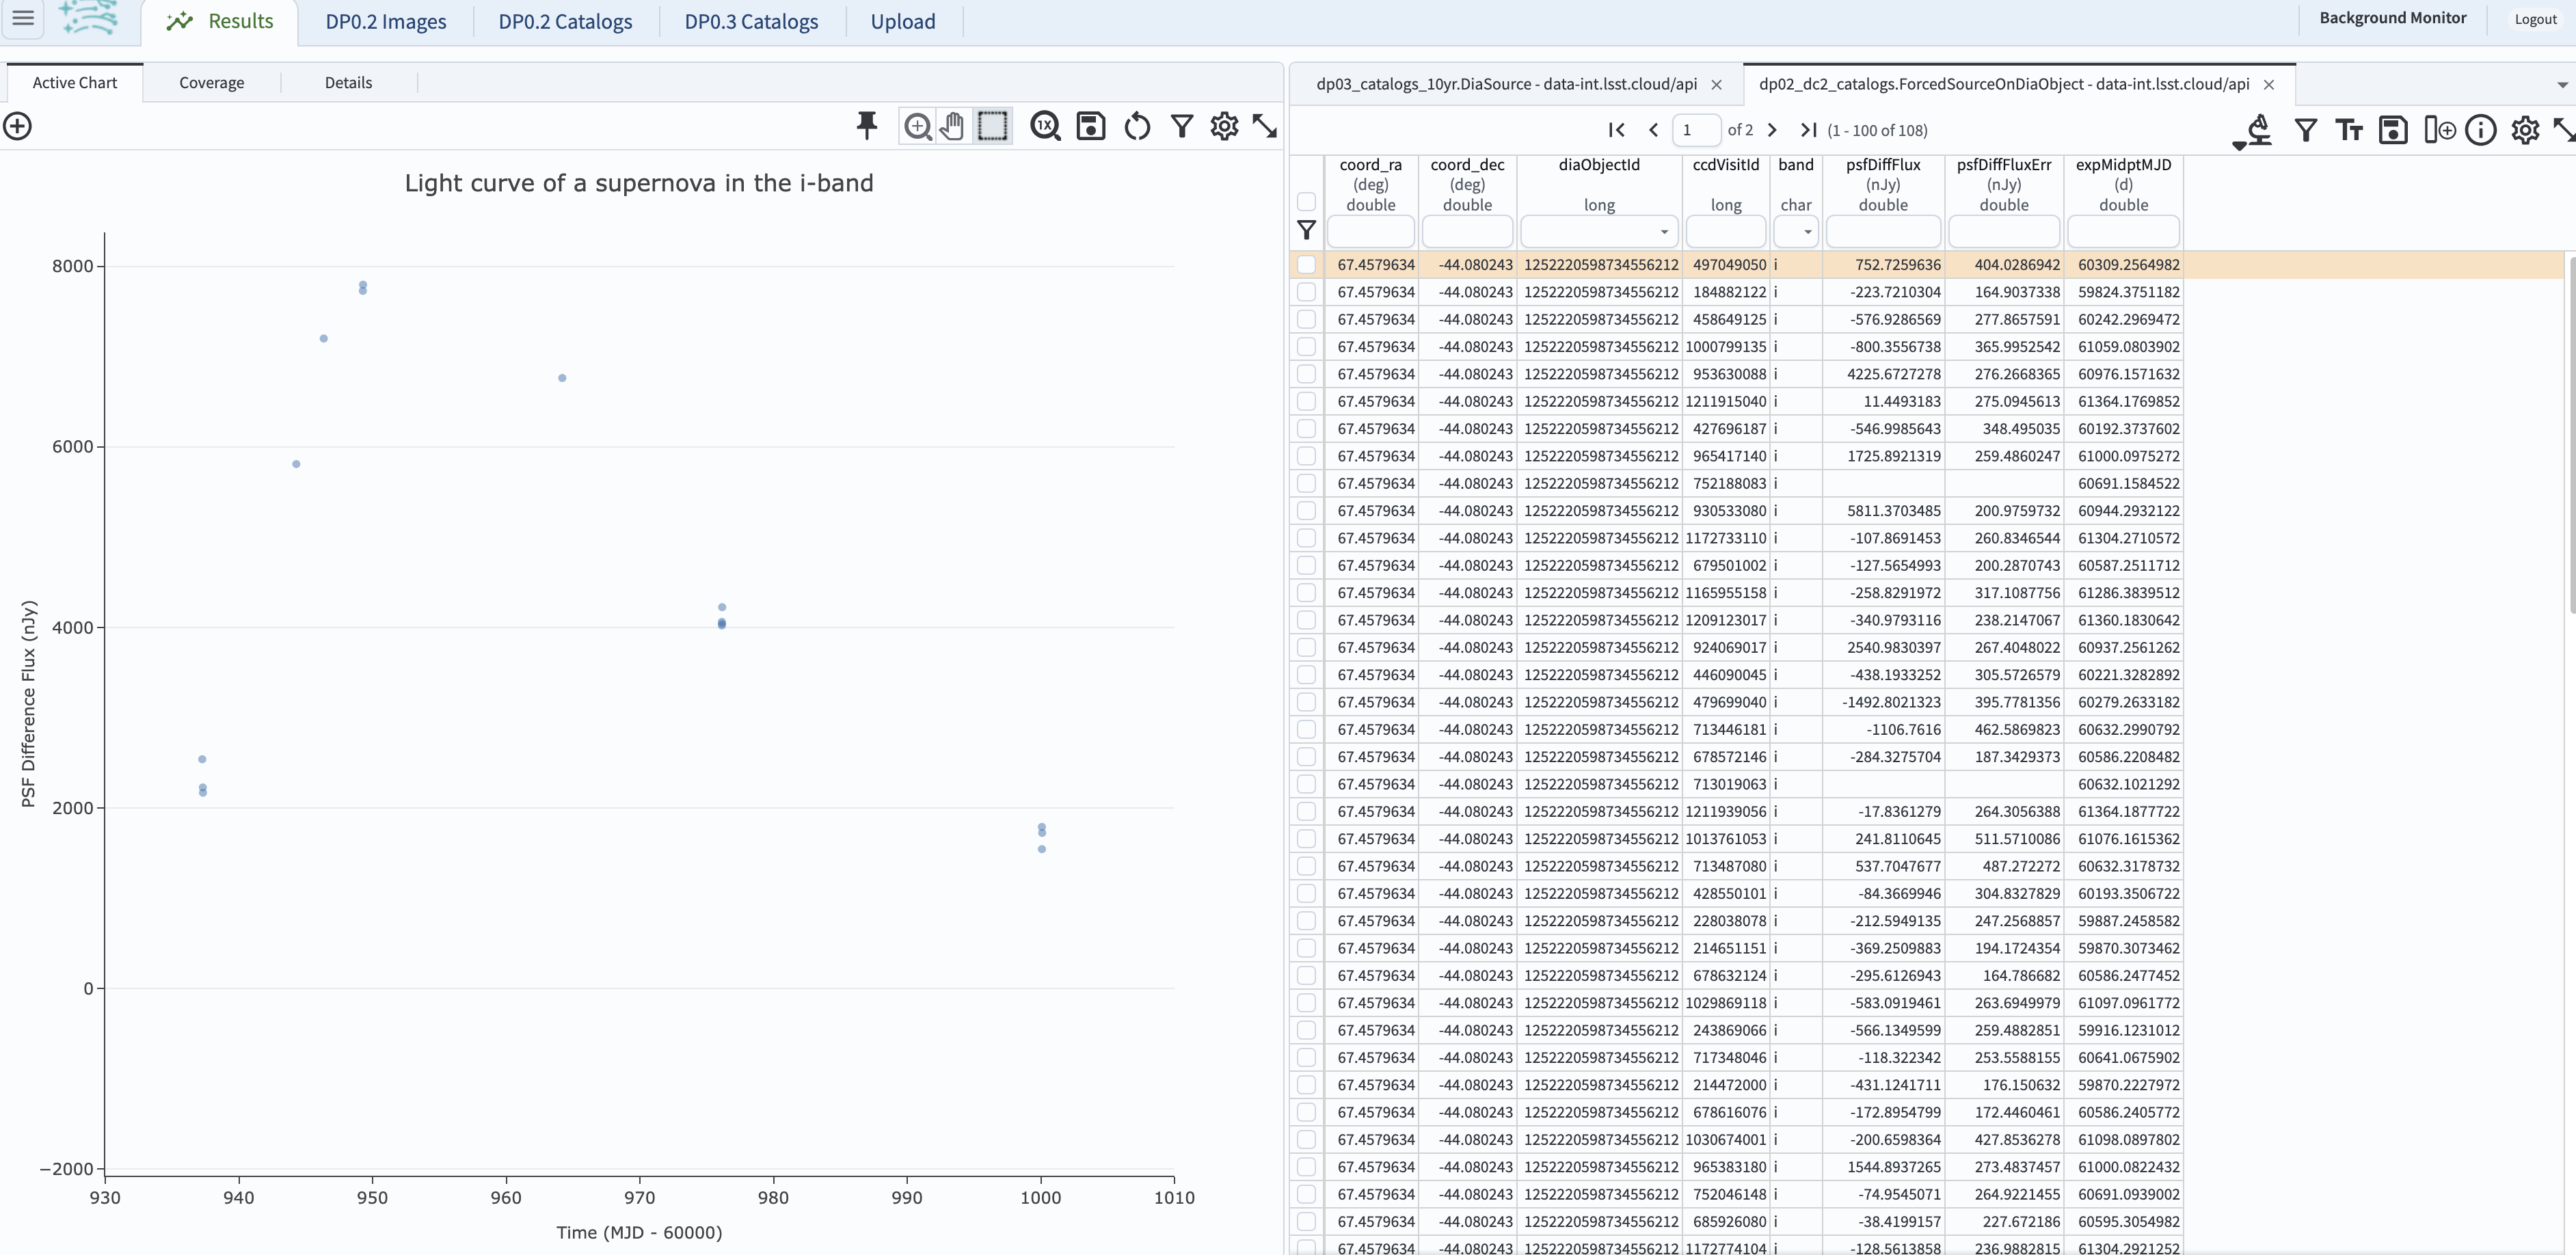 Results DP0.2 Images DP0.2 Catalogs DP0.3 Catalogs Upload Background Monitor Logout
Active Chart Coverage Details
1X
Light curve of a supernova in the i-band
8000
6000
4000
2000
0
−2000
PSF Difference Flux (nJy)
930 940 950 960 970 980 990 1000 1010
Time (MJD - 60000)
dp03_catalogs_10yr.DiaSource - data-int.lsst.cloud/api dp02_dc2_catalogs.ForcedSourceOnDiaObject - data-int.lsst.cloud/api
1 of 2 (1 - 100 of 108)
coord_ra coord_dec diaObjectId ccdVisitId band psfDiffFlux psfDiffFluxErr expMidptMJD
(deg) (deg) (nJy) (nJy) (d)
double double long long char double double double
67.4579634 -44.080243 1252220598734556212 497049050 i 752.7259636 404.0286942 60309.2564982
67.4579634 -44.080243 1252220598734556212 184882122 i -223.7210304 164.9037338 59824.3751182
67.4579634 -44.080243 1252220598734556212 458649125 i -576.9286569 277.8657591 60242.2969472
67.4579634 -44.080243 1252220598734556212 1000799135 i -800.3556738 365.9952542 61059.0803902
67.4579634 -44.080243 1252220598734556212 953630088 i 4225.6727278 276.2668365 60976.1571632
67.4579634 -44.080243 1252220598734556212 1211915040 i 11.4493183 275.0945613 61364.1769852
67.4579634 -44.080243 1252220598734556212 427696187 i -546.9985643 348.495035 60192.3737602
67.4579634 -44.080243 1252220598734556212 965417140 i 1725.8921319 259.4860247 61000.0975272
67.4579634 -44.080243 1252220598734556212 752188083 i 60691.1584522
67.4579634 -44.080243 1252220598734556212 930533080 i 5811.3703485 200.9759732 60944.2932122
67.4579634 -44.080243 1252220598734556212 1172733110 i -107.8691453 260.8346544 61304.2710572
67.4579634 -44.080243 1252220598734556212 679501002 i -127.5654993 200.2870743 60587.2511712
67.4579634 -44.080243 1252220598734556212 1165955158 i -258.8291972 317.1087756 61286.3839512
67.4579634 -44.080243 1252220598734556212 1209123017 i -340.9793116 238.2147067 61360.1830642
67.4579634 -44.080243 1252220598734556212 924069017 i 2540.9830397 267.4048022 60937.2561262
67.4579634 -44.080243 1252220598734556212 446090045 i -438.1933252 305.5726579 60221.3282892
67.4579634 -44.080243 1252220598734556212 479699040 i -1492.8021323 395.7781356 60279.2633182
67.4579634 -44.080243 1252220598734556212 713446181 i -1106.7616 462.5869823 60632.2990792
67.4579634 -44.080243 1252220598734556212 678572146 i -284.3275704 187.3429373 60586.2208482
67.4579634 -44.080243 1252220598734556212 713019063 i 60632.1021292
67.4579634 -44.080243 1252220598734556212 1211939056 i -17.8361279 264.3056388 61364.1877722
67.4579634 -44.080243 1252220598734556212 1013761053 i 241.8110645 511.5710086 61076.1615362
67.4579634 -44.080243 1252220598734556212 713487080 i 537.7047677 487.272272 60632.3178732
67.4579634 -44.080243 1252220598734556212 428550101 i -84.3669946 304.8327829 60193.3506722
67.4579634 -44.080243 1252220598734556212 228038078 i -212.5949135 247.2568857 59887.2458582
67.4579634 -44.080243 1252220598734556212 214651151 i -369.2509883 194.1724354 59870.3073462
67.4579634 -44.080243 1252220598734556212 678632124 i -295.6126943 164.786682 60586.2477452
67.4579634 -44.080243 1252220598734556212 1029869118 i -583.0919461 263.6949979 61097.0961772
67.4579634 -44.080243 1252220598734556212 243869066 i -566.1349599 259.4882851 59916.1231012
67.4579634 -44.080243 1252220598734556212 717348046 i -118.322342 253.5588155 60641.0675902
67.4579634 -44.080243 1252220598734556212 214472000 i -431.1241711 176.150632 59870.2227972
67.4579634 -44.080243 1252220598734556212 678616076 i -172.8954799 172.4460461 60586.2405772
67.4579634 -44.080243 1252220598734556212 1030674001 i -200.6598364 427.8536278 61098.0897802
67.4579634 -44.080243 1252220598734556212 965383180 i 1544.8937265 273.4837457 61000.0822432
67.4579634 -44.080243 1252220598734556212 752046148 i -74.9545071 264.9221455 60691.0939002
67.4579634 -44.080243 1252220598734556212 685926080 i -38.4199157 227.672186 60595.3054982
67.4579634 -44.080243 1252220598734556212 1172774104 i -128.5613858 236.9882815 61304.2921252